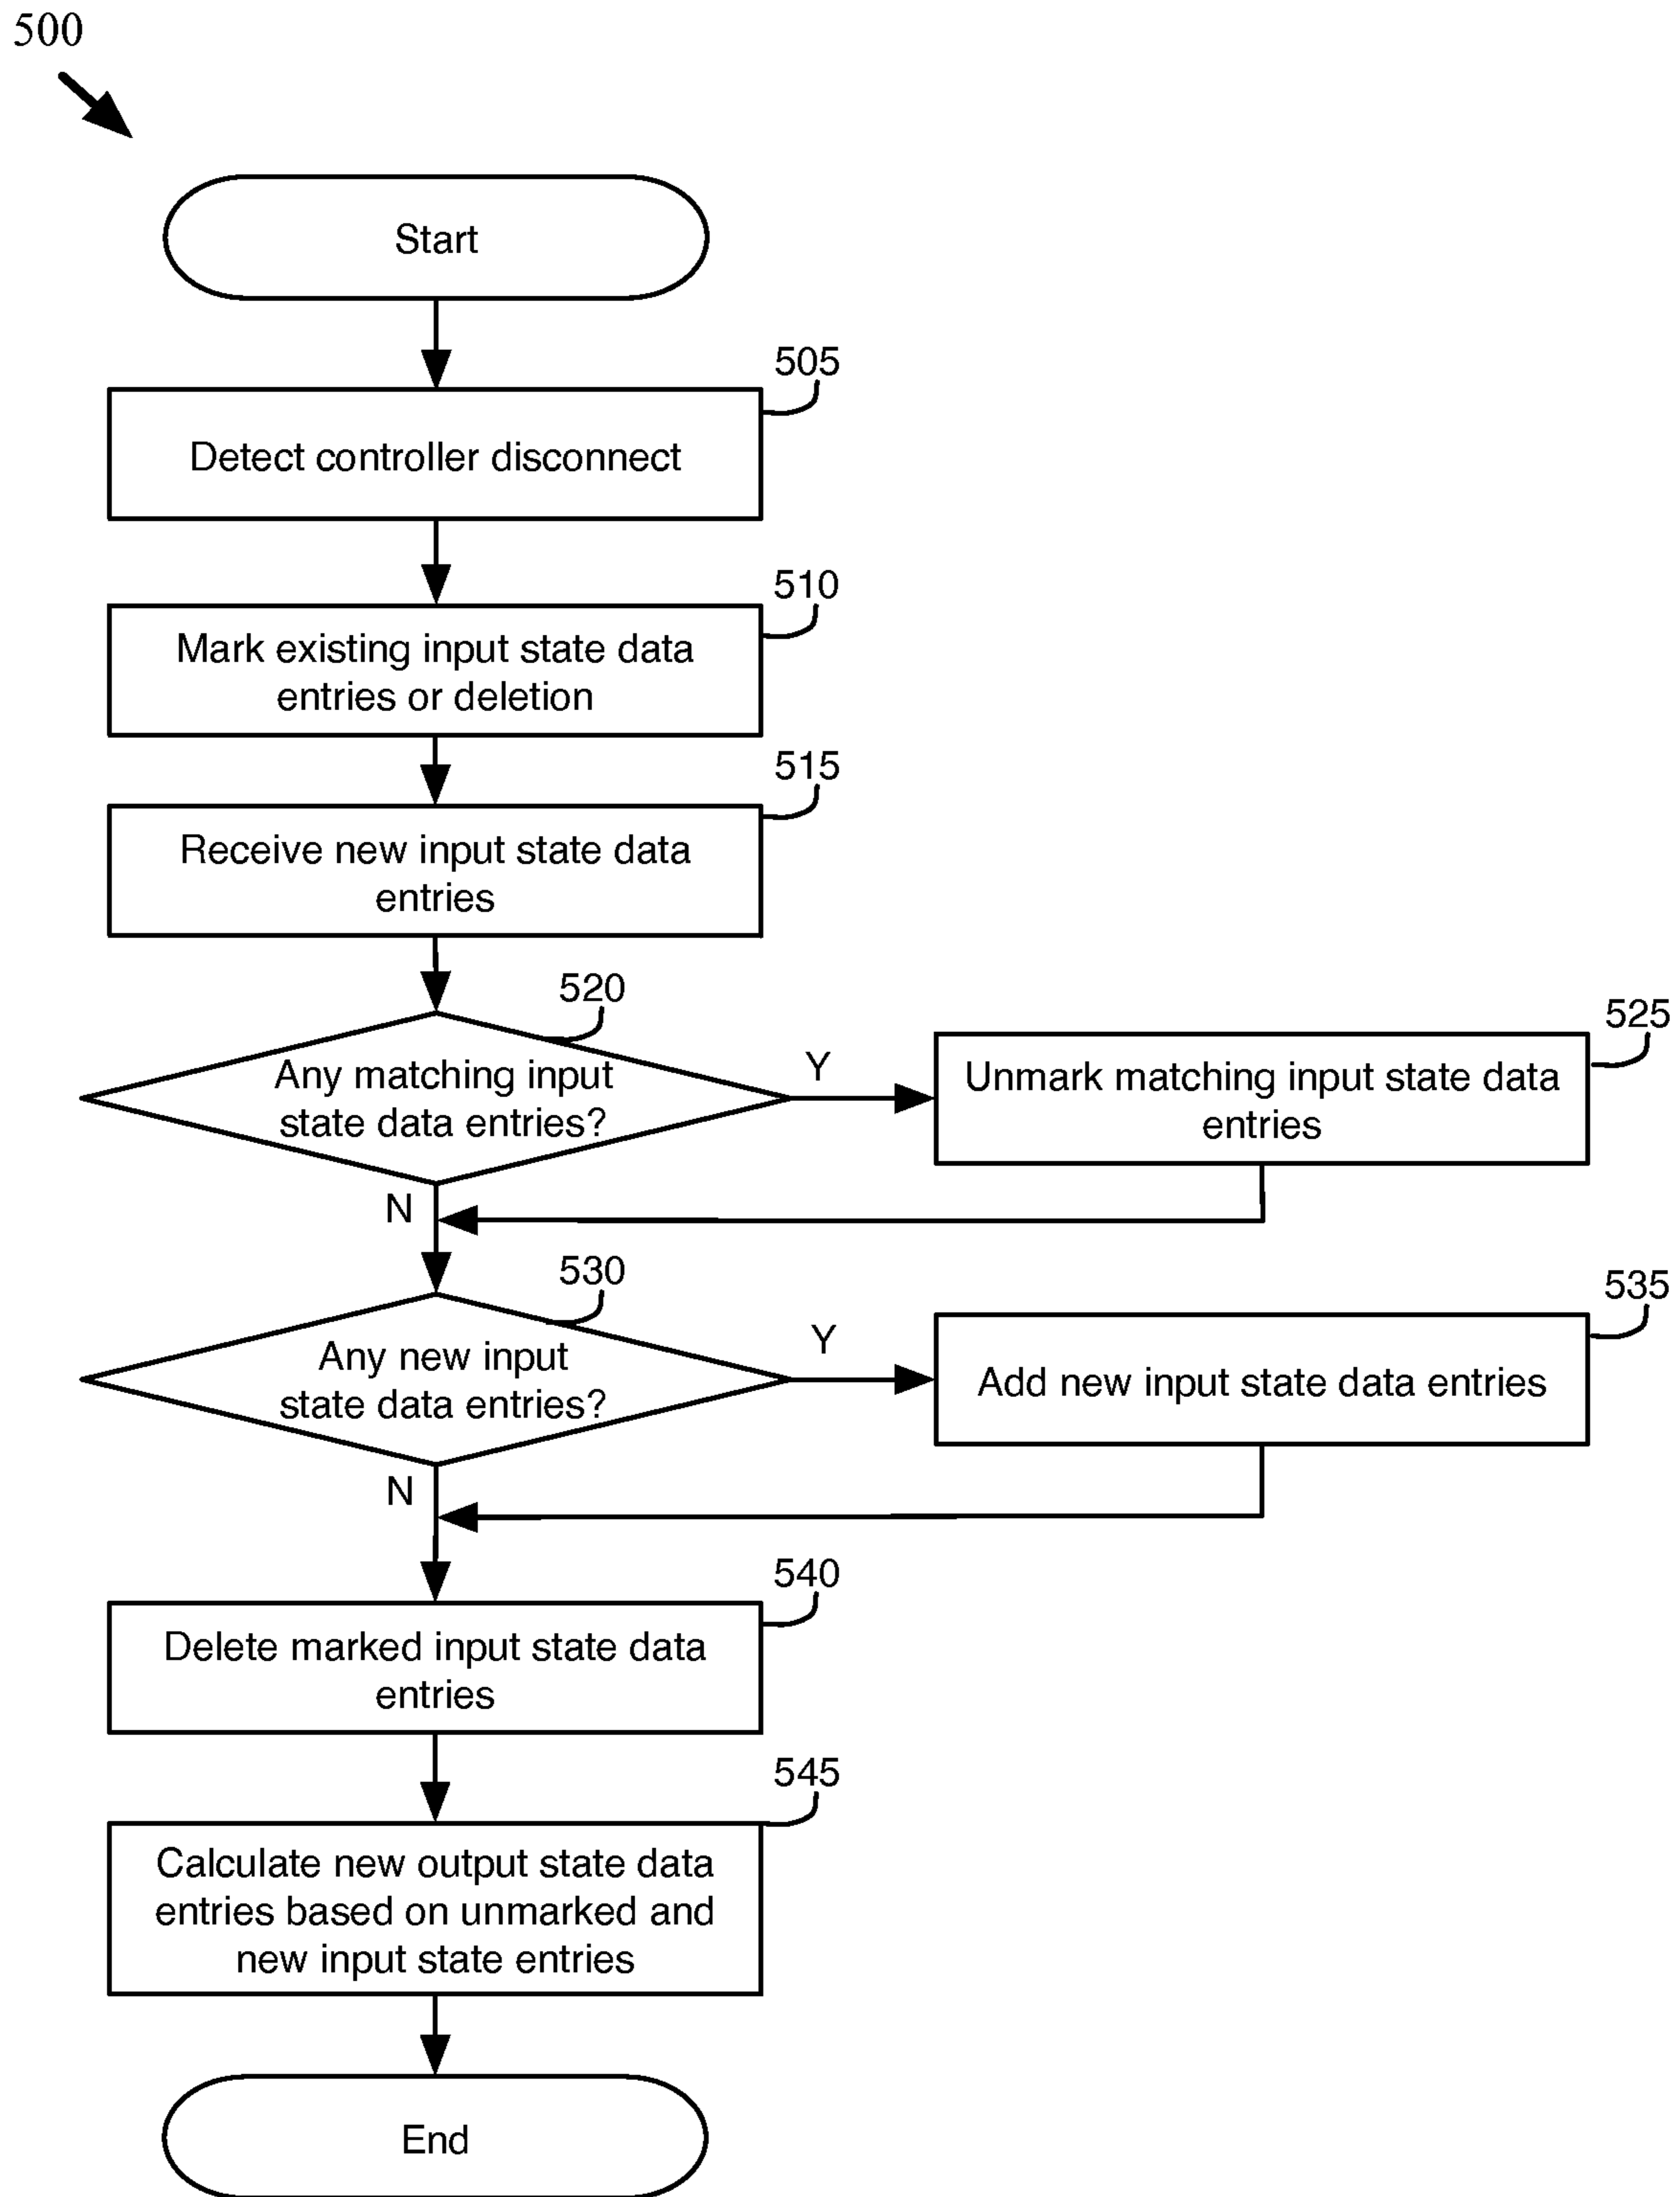 500
Start
505
Detect controller disconnect
510
Mark existing input state data
entries or deletion
515
Receive new input state data
entries
520
Any matching input
state data entries?
Y
525
Unmark matching input state data
entries
N
530
Any new input
state data entries?
Y
535
Add new input state data entries
N
540
Delete marked input state data
entries
545
Calculate new output state data
entries based on unmarked and
new input state entries
End